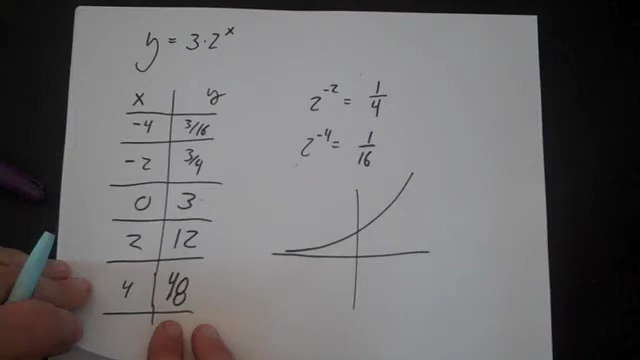 y = 3·2^x
x y
-4 3/16
-2 3/4
0 3
2 12
4 48
2^-2 = 1/4
2^-4 = 1/16